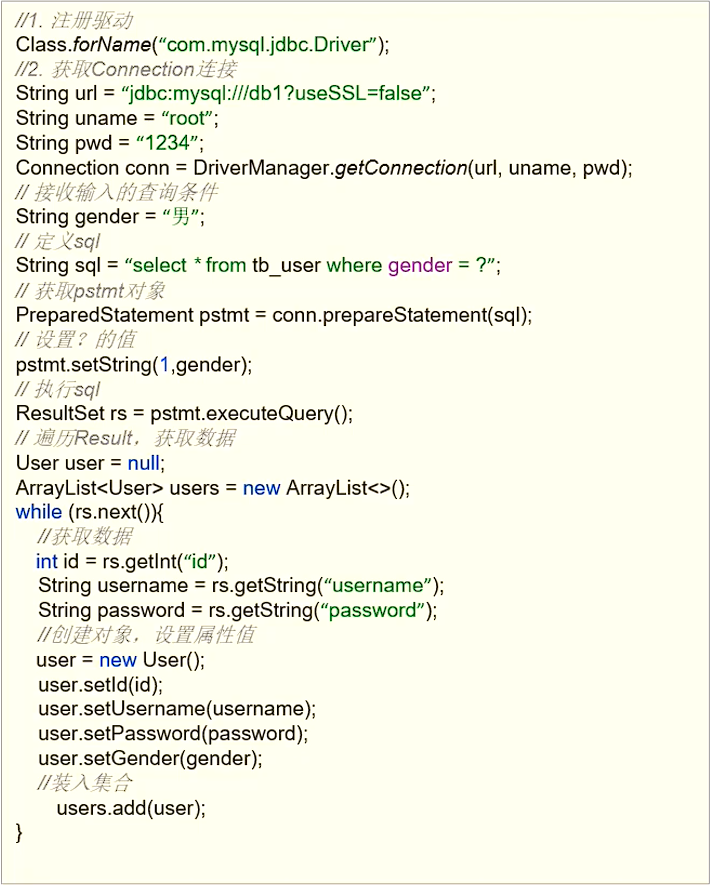 //1. 注册驱动
Class.forName(“com.mysql.jdbc.Driver”);
//2. 获取Connection连接
String url = “jdbc:mysql:///db1?useSSL=false”;
String uname = “root”;
String pwd = “1234”;
Connection conn = DriverManager.getConnection(url, uname, pwd);
// 接收输入的查询条件
String gender = “男”;
// 定义sql
String sql = “select * from tb_user where gender = ?”;
// 获取pstmt对象
PreparedStatement pstmt = conn.prepareStatement(sql);
// 设置？的值
pstmt.setString(1,gender);
// 执行sql
ResultSet rs = pstmt.executeQuery();
// 遍历Result，获取数据
User user = null;
ArrayList<User> users = new ArrayList<>();
while (rs.next()){
//获取数据
int id = rs.getInt(“id”);
String username = rs.getString(“username”);
String password = rs.getString(“password”);
//创建对象，设置属性值
user = new User();
user.setId(id);
user.setUsername(username);
user.setPassword(password);
user.setGender(gender);
//装入集合
users.add(user);
}